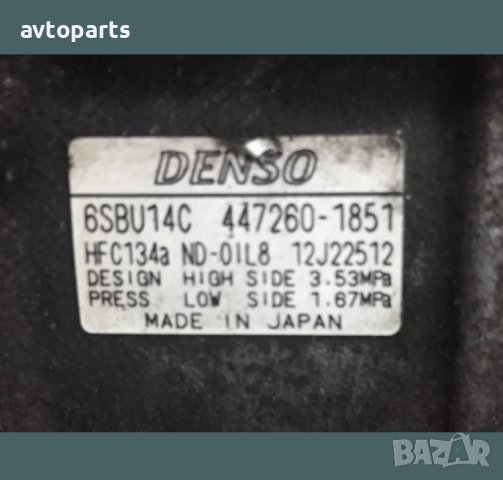 avtoparts
DENSO
6SBU14C 447260-1851
HFC134a ND-OIL8 12J22512
DESIGN HIGH SIDE 3.53MPa
PRESS LOW SIDE 1.67MPa
MADE IN JAPAN
BAZAR